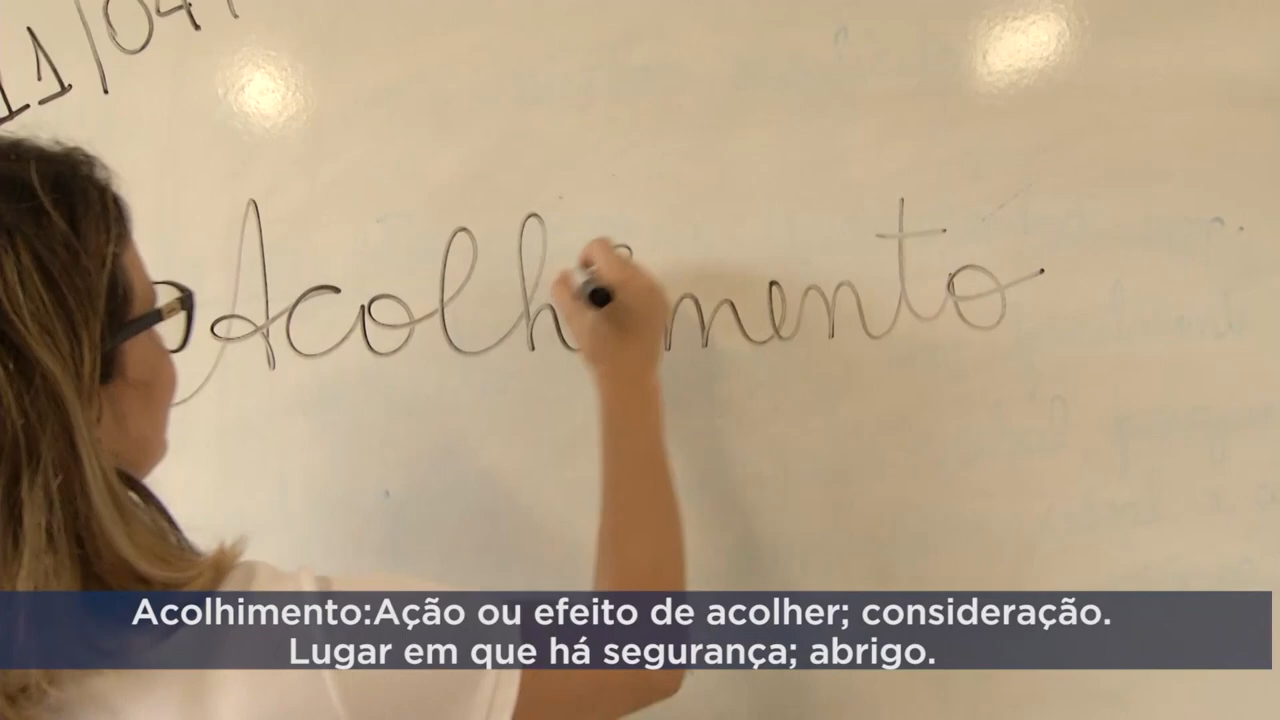 11/04
Acolhimento
Acolhimento:Ação ou efeito de acolher; consideração.
Lugar em que há segurança; abrigo.